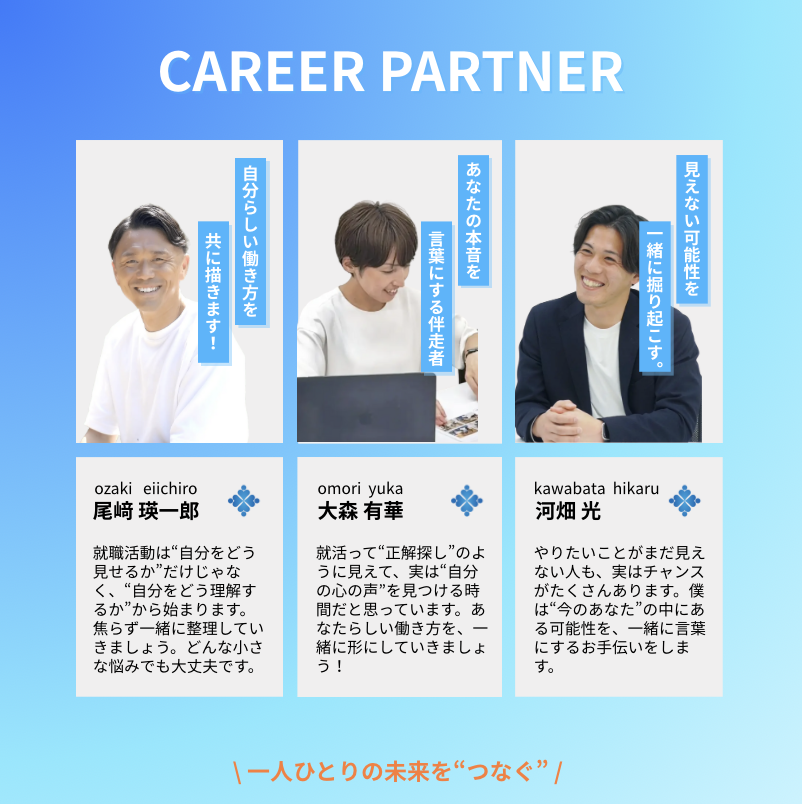 CAREER PARTNER
自分らしい働き方を
共に描きます！
あなたの本音を
言葉にする伴走者
見えない可能性を
一緒に掘り起こす。
ozaki eiichiro
尾﨑 瑛一郎
就職活動は“自分をどう
見せるか”だけじゃな
く、“自分をどう理解す
るか”から始まります。
焦らず一緒に整理してい
きましょう。どんな小さ
な悩みでも大丈夫です。
omori yuka
大森 有華
就活って“正解探し”のよ
うに見えて、実は“自分
の心の声”を見つける時
間だと思っています。あ
なたらしい働き方を、一
緒に形にしていきましょ
う！
kawabata hikaru
河畑 光
やりたいことがまだ見え
ない人も、実はチャンス
がたくさんあります。僕
は“今のあなた”の中にあ
る可能性を、一緒に言葉
にするお手伝いをしま
す。
\ 一人ひとりの未来を“つなぐ” /